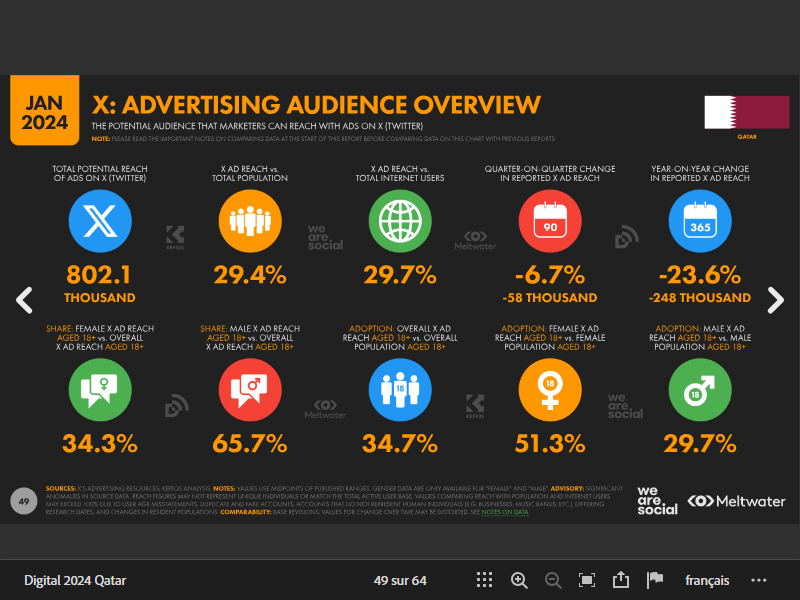 JAN
2024
X: ADVERTISING AUDIENCE OVERVIEW
THE POTENTIAL AUDIENCE THAT MARKETERS CAN REACH WITH ADS ON X (TWITTER)
NOTE: PLEASE READ THE IMPORTANT NOTES ON COMPARING DATA AT THE START OF THIS REPORT BEFORE COMPARING DATA ON THIS CHART WITH PREVIOUS REPORTS
QATAR
TOTAL POTENTIAL REACH
OF ADS ON X (TWITTER)
802.1
THOUSAND
X AD REACH vs.
TOTAL POPULATION
29.4%
X AD REACH vs.
TOTAL INTERNET USERS
29.7%
QUARTER-ON-QUARTER CHANGE
IN REPORTED X AD REACH
90
-6.7%
-58 THOUSAND
YEAR-ON-YEAR CHANGE
IN REPORTED X AD REACH
365
-23.6%
-248 THOUSAND
KEPIOS
we
are.
social
Meltwater
SHARE: FEMALE X AD REACH
AGED 18+ vs. OVERALL
X AD REACH AGED 18+
34.3%
SHARE: MALE X AD REACH
AGED 18+ vs. OVERALL
X AD REACH AGED 18+
65.7%
ADOPTION: OVERALL X AD
REACH AGED 18+ vs. OVERALL
POPULATION AGED 18+
18
34.7%
ADOPTION: FEMALE X AD
REACH AGED 18+ vs. FEMALE
POPULATION AGED 18+
18
51.3%
ADOPTION: MALE X AD
REACH AGED 18+ vs. MALE
POPULATION AGED 18+
18
29.7%
Meltwater
KEPIOS
we
are.
social
49
SOURCES: X'S ADVERTISING RESOURCES; KEPIOS ANALYSIS. NOTES: VALUES USE MIDPOINTS OF PUBLISHED RANGES. GENDER DATA ARE ONLY AVAILABLE FOR "FEMALE" AND "MALE". ADVISORY: SIGNIFICANT
ANOMALIES IN SOURCE DATA. REACH FIGURES MAY NOT REPRESENT UNIQUE INDIVIDUALS OR MATCH THE TOTAL ACTIVE USER BASE. VALUES COMPARING REACH WITH POPULATION AND INTERNET USERS
MAY EXCEED 100% DUE TO USER AGE MISSTATEMENTS, DUPLICATE AND FAKE ACCOUNTS, ACCOUNTS THAT DO NOT REPRESENT HUMAN INDIVIDUALS (E.G. BUSINESSES, MUSIC BANDS, ETC.), DIFFERING
RESEARCH DATES, AND CHANGES IN RESIDENT POPULATIONS. COMPARABILITY: BASE REVISIONS. VALUES FOR CHANGE OVER TIME MAY BE DISTORTED. SEE NOTES ON DATA.
we
are.
social
Meltwater
Digital 2024 Qatar
49 sur 64
français